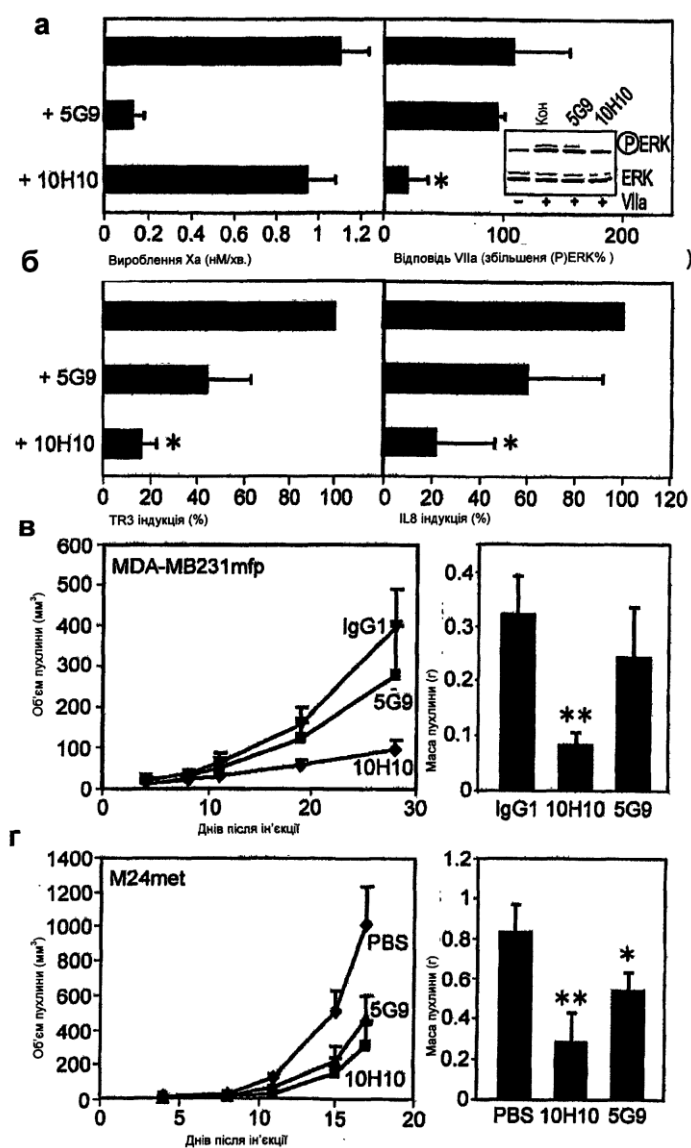 а
+ 5G9
+ 10H10
0 0.2 0.6 1 1.2
Вироблення Ха (нМ/хв.)
Кон 5G9 10H10
(P)ERK
ERK
- + + + VIIa
*
0 100 200
Відповідь VIIa (збільшеня (P)ERK% )
)
б
+ 5G9
+ 10H10
*
0 20 40 60 80 100
TR3 індукція (%)
*
0 20 40 60 80 100 120
IL8 індукція (%)
в
MDA-MB231mfp
Об'єм пухлини (мм³)
600
500
400
300
200
100
0
0 10 20 30
IgG1
5G9
10H10
Днів після ін'єкції
Маса пухлини (г)
0.4
0.3
0.2
0.1
0
**
IgG1 10H10 5G9
г
M24met
Об'єм пухлини (мм³)
1400
1200
1000
800
600
400
200
0
0 5 10 15 20
PBS
5G9
10H10
Днів після ін'єкції
Маса пухлини (г)
1
0.8
0.6
0.4
0.2
0
**
*
PBS 10H10 5G9